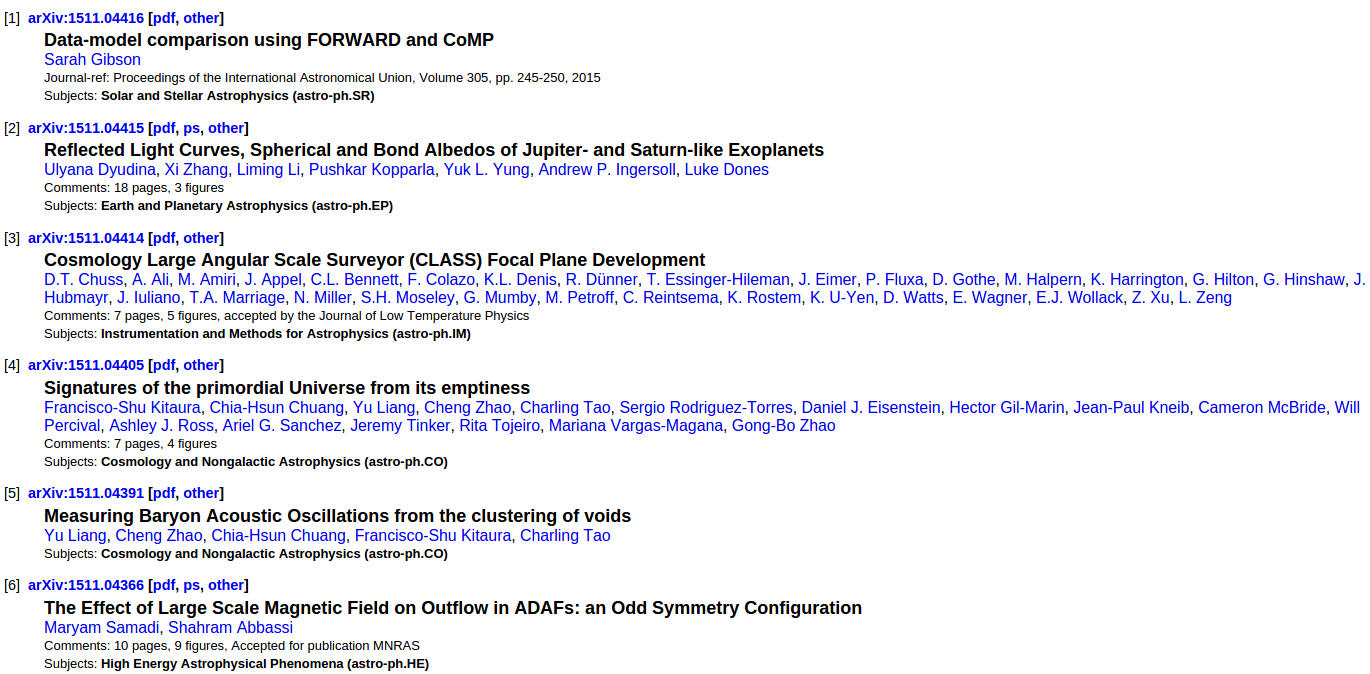 [1] arXiv:1511.04416 [pdf, other]
Data-model comparison using FORWARD and CoMP
Sarah Gibson
Journal-ref: Proceedings of the International Astronomical Union, Volume 305, pp. 245-250, 2015
Subjects: Solar and Stellar Astrophysics (astro-ph.SR)
[2] arXiv:1511.04415 [pdf, ps, other]
Reflected Light Curves, Spherical and Bond Albedos of Jupiter- and Saturn-like Exoplanets
Ulyana Dyudina, Xi Zhang, Liming Li, Pushkar Kopparla, Yuk L. Yung, Andrew P. Ingersoll, Luke Dones
Comments: 18 pages, 3 figures
Subjects: Earth and Planetary Astrophysics (astro-ph.EP)
[3] arXiv:1511.04414 [pdf, other]
Cosmology Large Angular Scale Surveyor (CLASS) Focal Plane Development
D.T. Chuss, A. Ali, M. Amiri, J. Appel, C.L. Bennett, F. Colazo, K.L. Denis, R. Dünner, T. Essinger-Hileman, J. Eimer, P. Fluxa, D. Gothe, M. Halpern, K. Harrington, G. Hilton, G. Hinshaw, J.
Hubmayr, J. Iuliano, T.A. Marriage, N. Miller, S.H. Moseley, G. Mumby, M. Petroff, C. Reintsema, K. Rostem, K. U-Yen, D. Watts, E. Wagner, E.J. Wollack, Z. Xu, L. Zeng
Comments: 7 pages, 5 figures, accepted by the Journal of Low Temperature Physics
Subjects: Instrumentation and Methods for Astrophysics (astro-ph.IM)
[4] arXiv:1511.04405 [pdf, other]
Signatures of the primordial Universe from its emptiness
Francisco-Shu Kitaura, Chia-Hsun Chuang, Yu Liang, Cheng Zhao, Charling Tao, Sergio Rodriguez-Torres, Daniel J. Eisenstein, Hector Gil-Marin, Jean-Paul Kneib, Cameron McBride, Will
Percival, Ashley J. Ross, Ariel G. Sanchez, Jeremy Tinker, Rita Tojeiro, Mariana Vargas-Magana, Gong-Bo Zhao
Comments: 7 pages, 4 figures
Subjects: Cosmology and Nongalactic Astrophysics (astro-ph.CO)
[5] arXiv:1511.04391 [pdf, other]
Measuring Baryon Acoustic Oscillations from the clustering of voids
Yu Liang, Cheng Zhao, Chia-Hsun Chuang, Francisco-Shu Kitaura, Charling Tao
Subjects: Cosmology and Nongalactic Astrophysics (astro-ph.CO)
[6] arXiv:1511.04366 [pdf, ps, other]
The Effect of Large Scale Magnetic Field on Outflow in ADAFs: an Odd Symmetry Configuration
Maryam Samadi, Shahram Abbassi
Comments: 10 pages, 9 figures, Accepted for publication MNRAS
Subjects: High Energy Astrophysical Phenomena (astro-ph.HE)